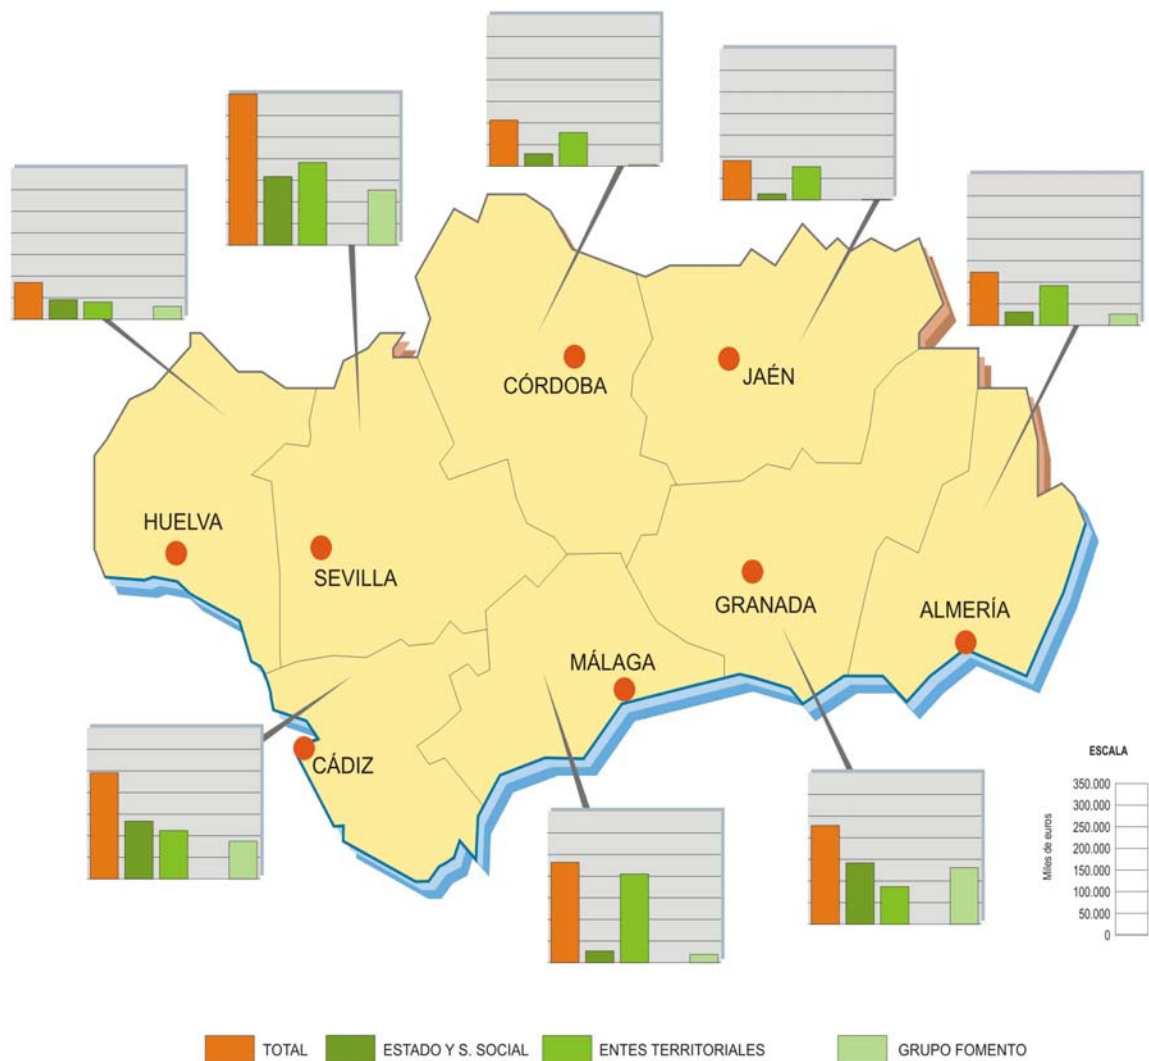 CÓRDOBA
JAÉN
HUELVA
SEVILLA
GRANADA
ALMERÍA
MÁLAGA
CÁDIZ
ESCALA
350.000
300.000
250.000
200.000
150.000
100.000
50.000
0
Miles de euros
TOTAL
ESTADO Y S. SOCIAL
ENTES TERRITORIALES
GRUPO FOMENTO